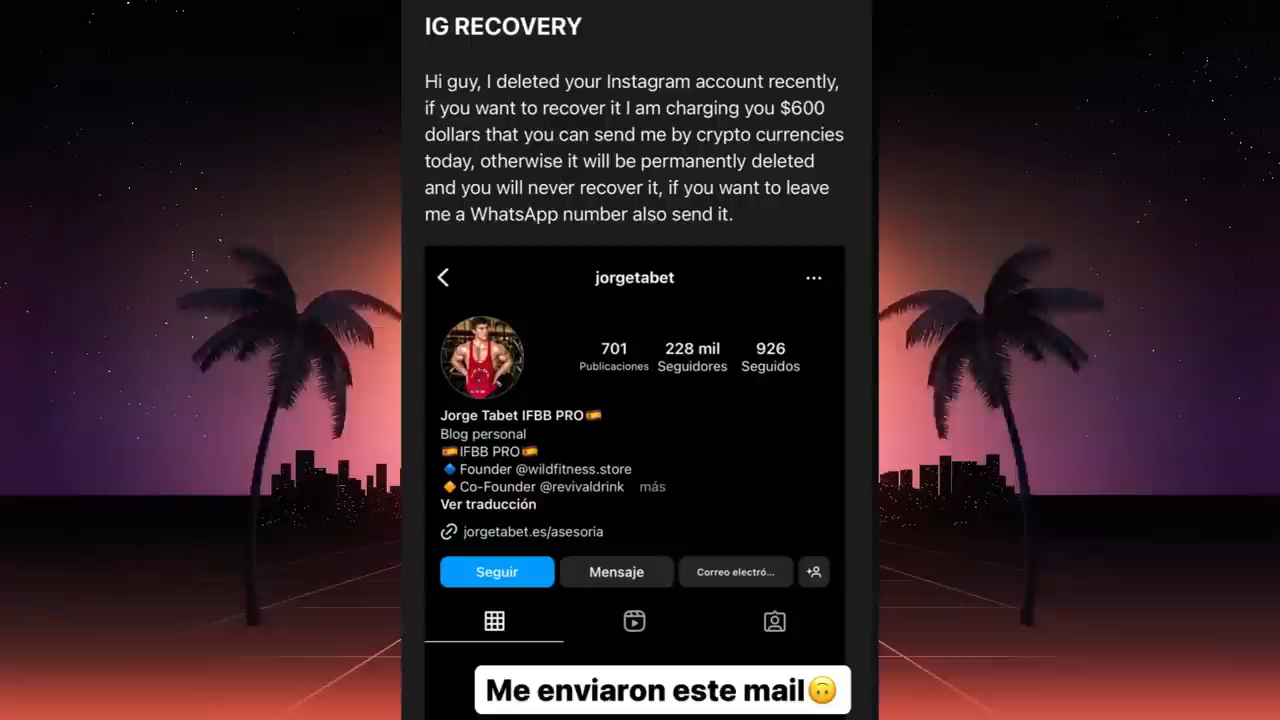 IG RECOVERY
Hi guy, I deleted your Instagram account recently,
if you want to recover it I am charging you $600
dollars that you can send me by crypto currencies
today, otherwise it will be permanently deleted
and you will never recover it, if you want to leave
me a WhatsApp number also send it.
jorgetabet
701 228 mil 926
Publicaciones Seguidores Seguidos
Jorge Tabet IFBB PRO🇪🇸
Blog personal
🇪🇸IFBB PRO🇪🇸
🔷Founder @wildfitness.store
🔶Co-Founder @revivaldrink más
Ver traducción
jorgetabet.es/asesoria
Seguir Mensaje Correo electró...
Me enviaron este mail🙃